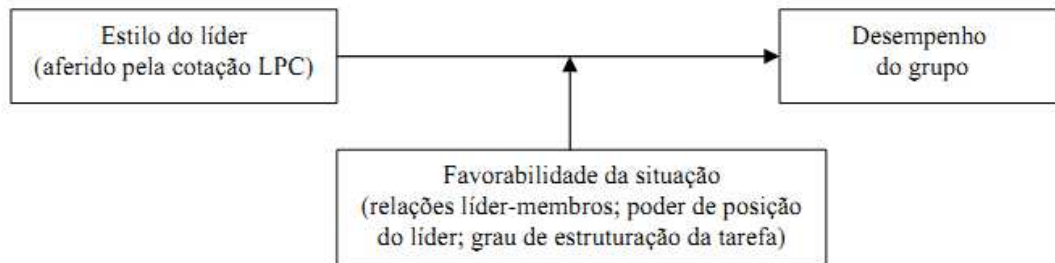 Estilo do líder
(aferido pela cotação LPC)
Desempenho
do grupo
Favorabilidade da situação
(relações líder-membros; poder de posição
do líder; grau de estruturação da tarefa)